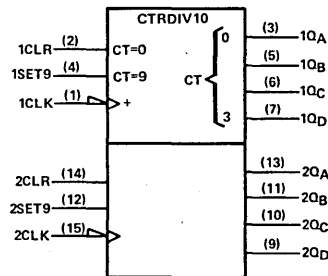 CTRDIV10
1CLR (2) CT=0
1SET9 (4) CT=9
1CLK (1) +
CT { 0 3
(3) 1QA
(5) 1QB
(6) 1QC
(7) 1QD
2CLR (14)
2SET9 (12)
2CLK (15)
(13) 2QA
(11) 2QB
(10) 2QC
(9) 2QD